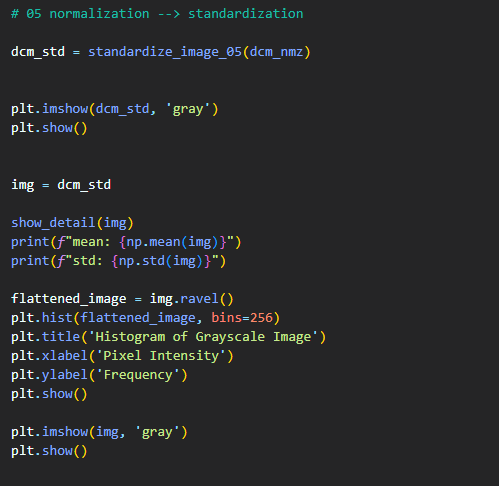 # 05 normalization --> standardization
dcm_std = standardize_image_05(dcm_nmz)
plt.imshow(dcm_std, 'gray')
plt.show()
img = dcm_std
show_detail(img)
print(f"mean: {np.mean(img)}")
print(f"std: {np.std(img)}")
flattened_image = img.ravel()
plt.hist(flattened_image, bins=256)
plt.title('Histogram of Grayscale Image')
plt.xlabel('Pixel Intensity')
plt.ylabel('Frequency')
plt.show()
plt.imshow(img, 'gray')
plt.show()